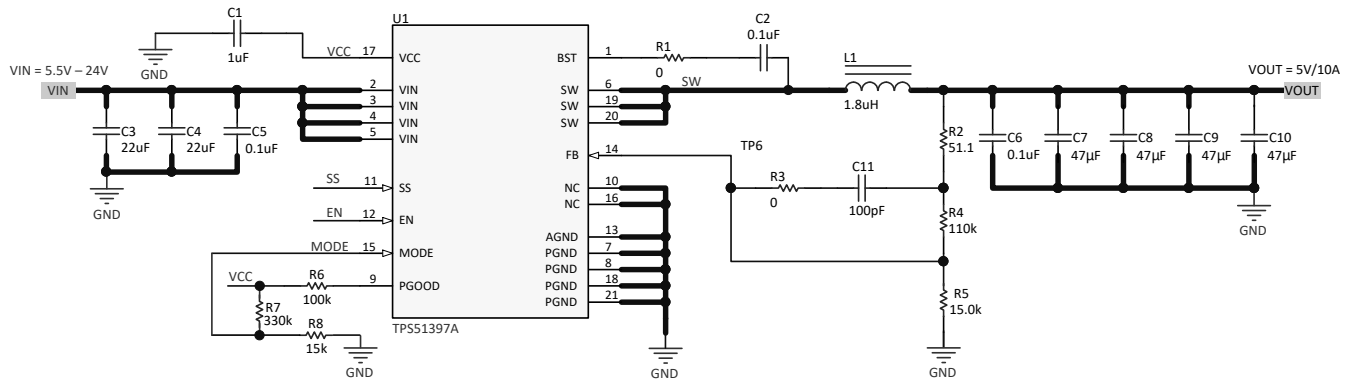 U1
C1
1uF
GND
VCC 17 VCC
VIN = 5.5V – 24V
VIN
2 VIN
3 VIN
4 VIN
5 VIN
C3
22uF
C4
22uF
C5
0.1uF
GND
SS 11 SS
EN 12 EN
MODE 15 MODE
VCC
R6
100k
9 PGOOD
R7
330k
R8
15k
GND
TPS51397A
BST 1
R1
0
C2
0.1uF
SW 6 SW
SW 19
SW 20
L1
1.8uH
VOUT = 5V/10A
VOUT
FB 14
TP6
NC 10
NC 16
AGND 13
PGND 7
PGND 8
PGND 18
PGND 21
GND
R3
0
C11
100pF
R2
51.1
R4
110k
R5
15.0k
GND
C6
0.1uF
C7
47µF
C8
47µF
C9
47µF
C10
47µF
GND